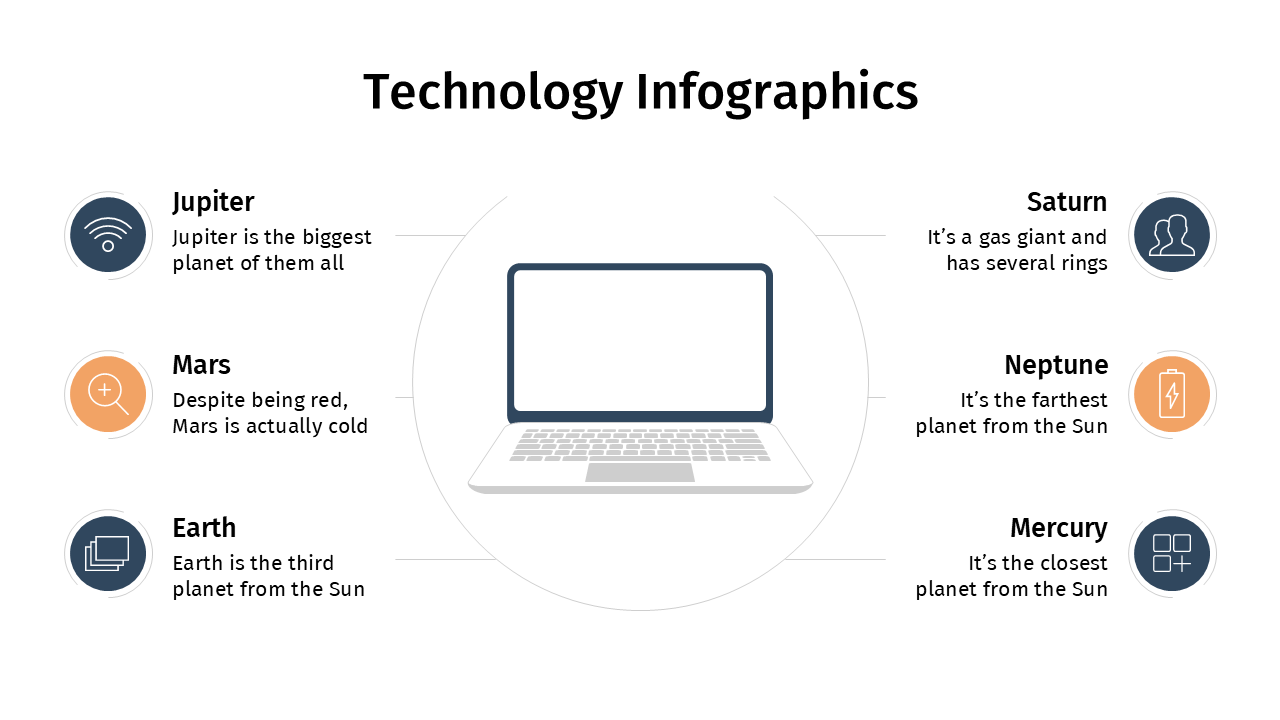 Technology Infographics
Jupiter
Jupiter is the biggest
planet of them all
Mars
Despite being red,
Mars is actually cold
Earth
Earth is the third
planet from the Sun
Saturn
It’s a gas giant and
has several rings
Neptune
It’s the farthest
planet from the Sun
Mercury
It’s the closest
planet from the Sun